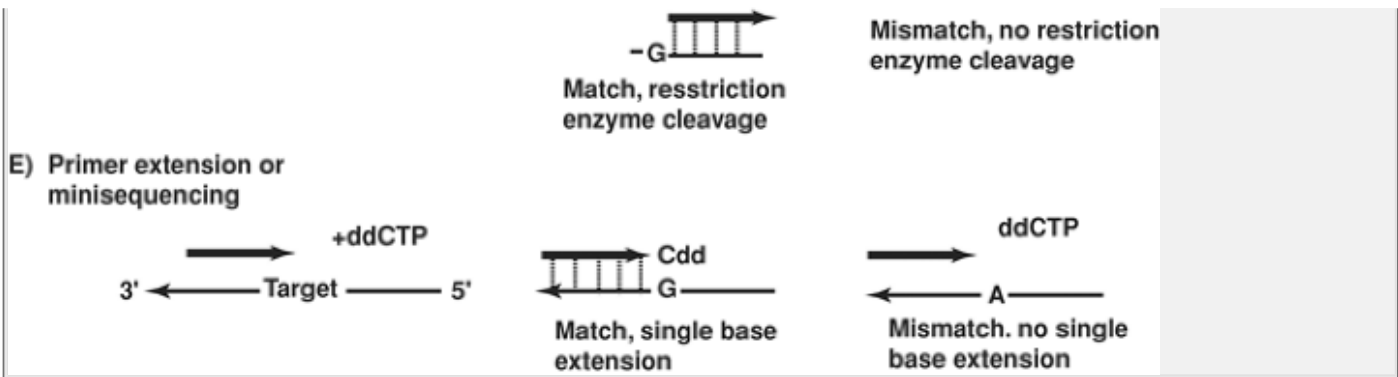 Mismatch, no restriction
enzyme cleavage
-G
Match, resstriction
enzyme cleavage
E) Primer extension or
minisequencing
+ddCTP
3' Target 5'
Cdd
G
Match, single base
extension
ddCTP
A
Mismatch. no single
base extension